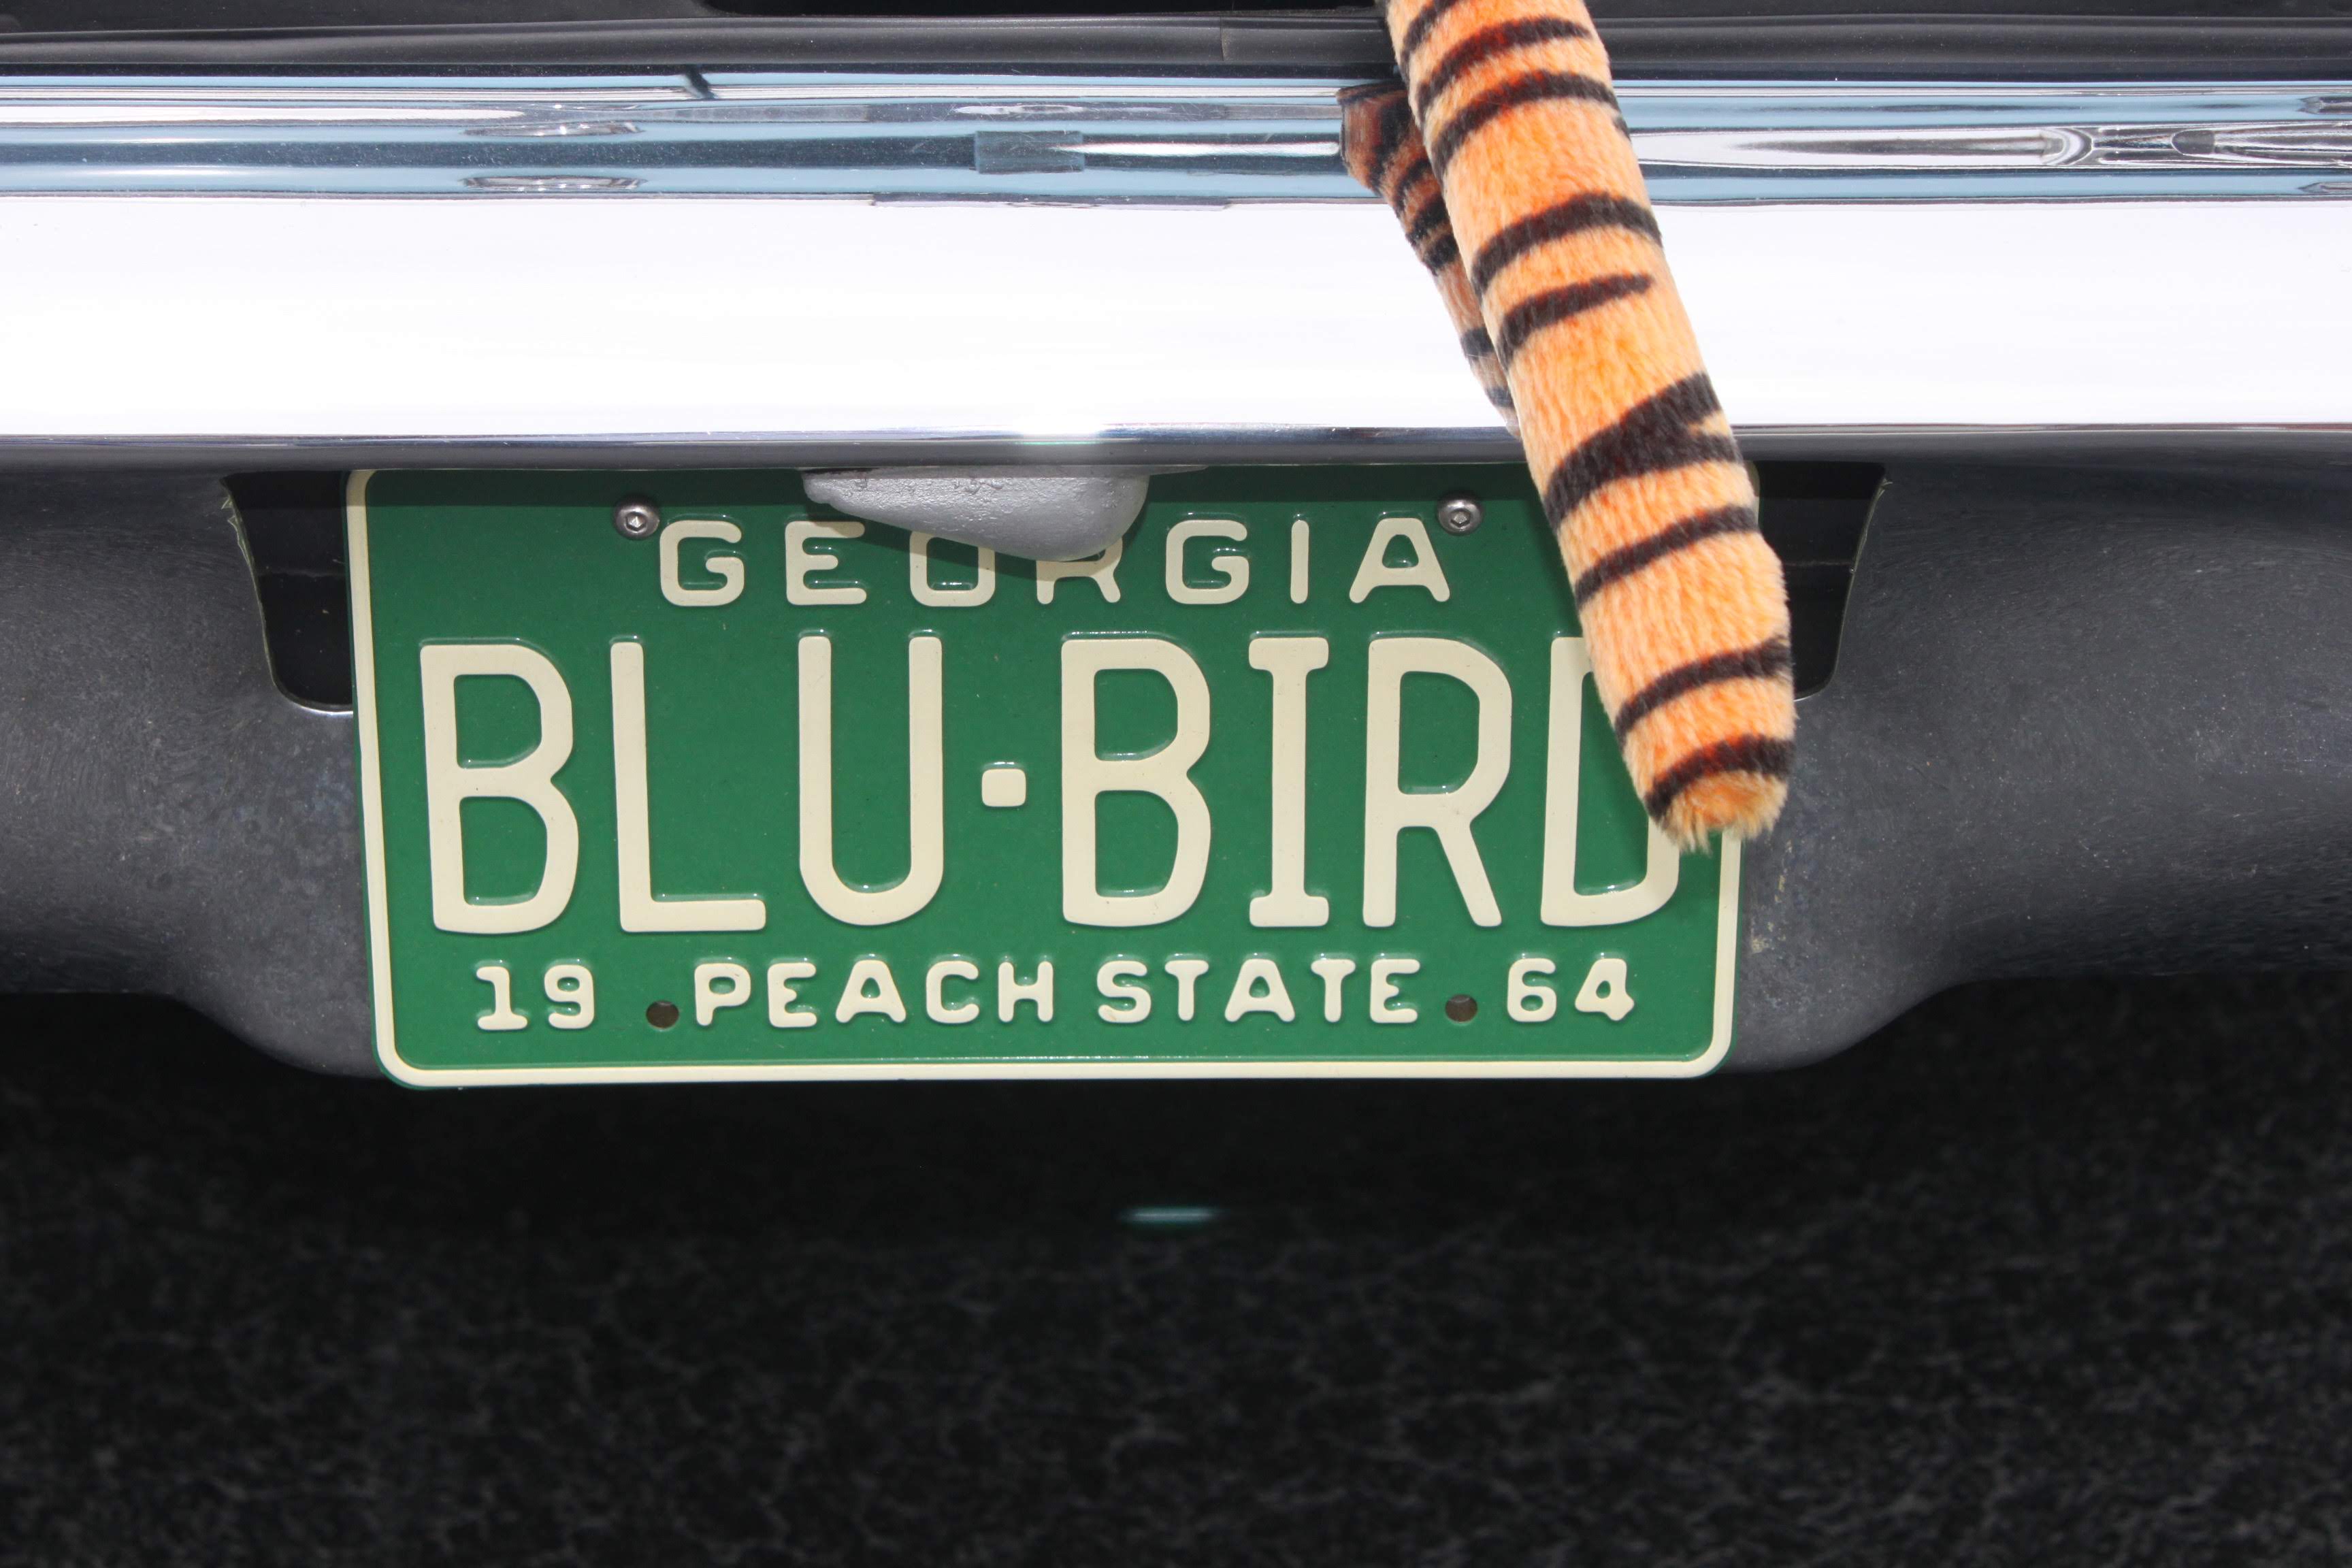 GEORGIA
BLU·BIRD
19 PEACH STATE 64